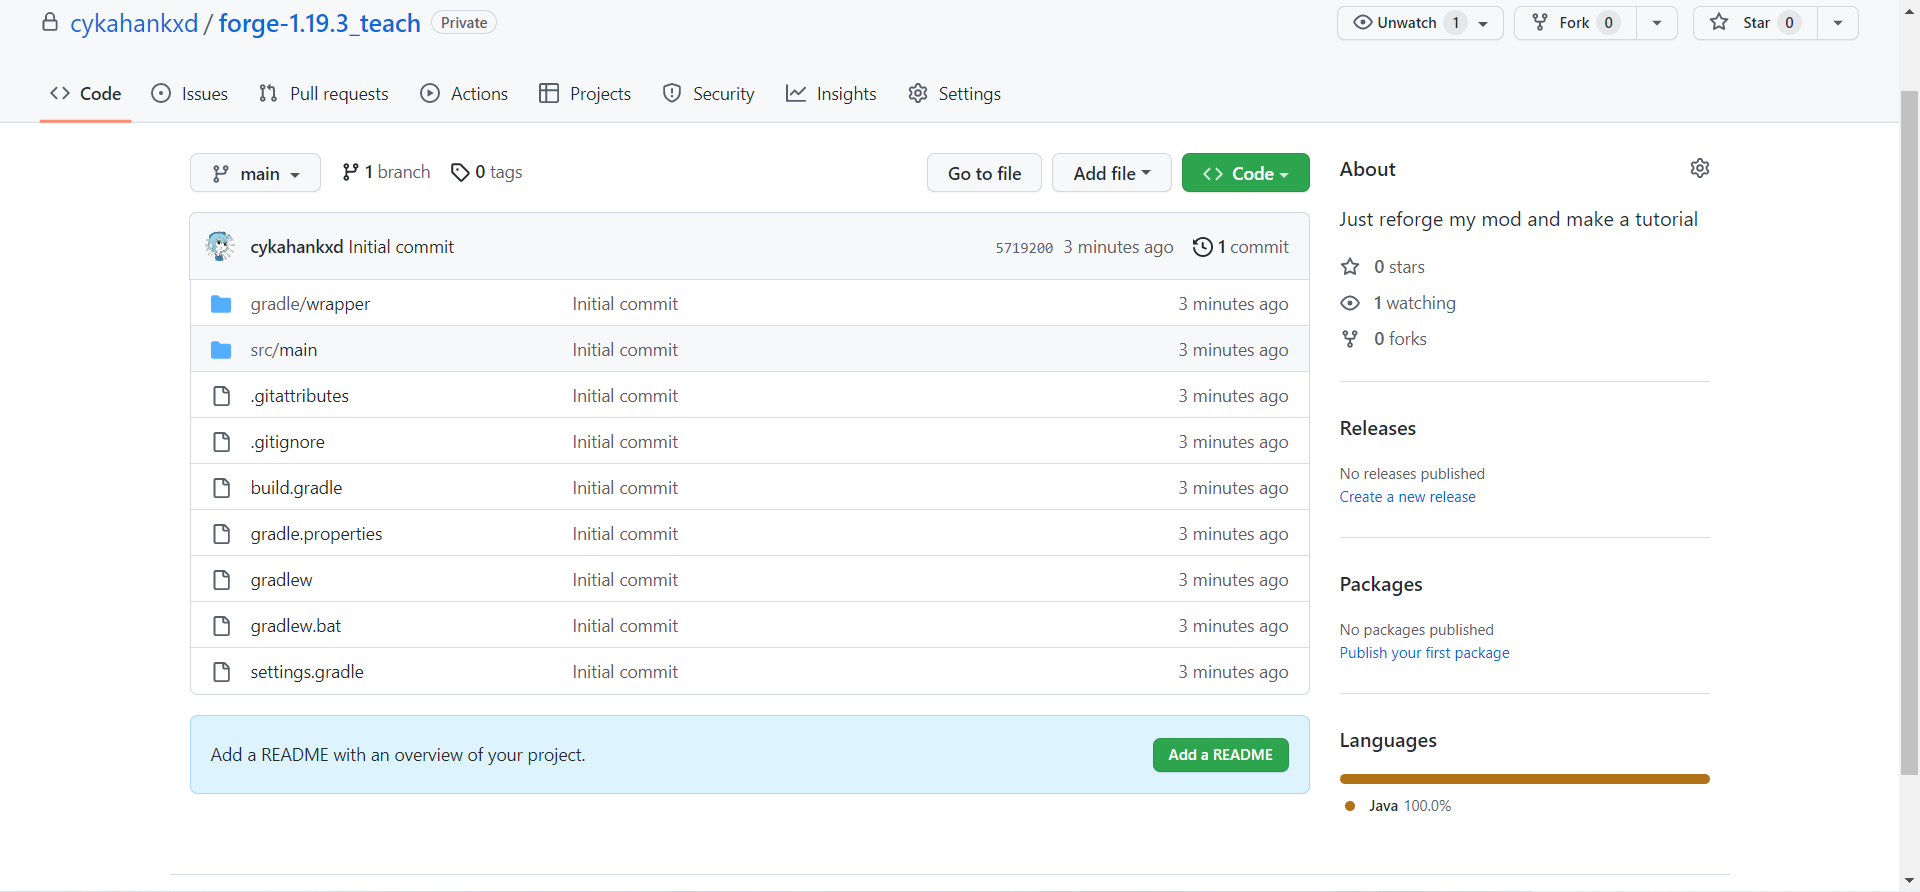 cykahankxd / forge-1.19.3_teach Private
Unwatch 1 Fork 0 Star 0
Code Issues Pull requests Actions Projects Security Insights Settings
main 1 branch 0 tags Go to file Add file Code
cykahankxd Initial commit 5719200 3 minutes ago 1 commit
gradle/wrapper Initial commit 3 minutes ago
src/main Initial commit 3 minutes ago
.gitattributes Initial commit 3 minutes ago
.gitignore Initial commit 3 minutes ago
build.gradle Initial commit 3 minutes ago
gradle.properties Initial commit 3 minutes ago
gradlew Initial commit 3 minutes ago
gradlew.bat Initial commit 3 minutes ago
settings.gradle Initial commit 3 minutes ago
Add a README with an overview of your project. Add a README
About
Just reforge my mod and make a tutorial
0 stars
1 watching
0 forks
Releases
No releases published
Create a new release
Packages
No packages published
Publish your first package
Languages
Java 100.0%